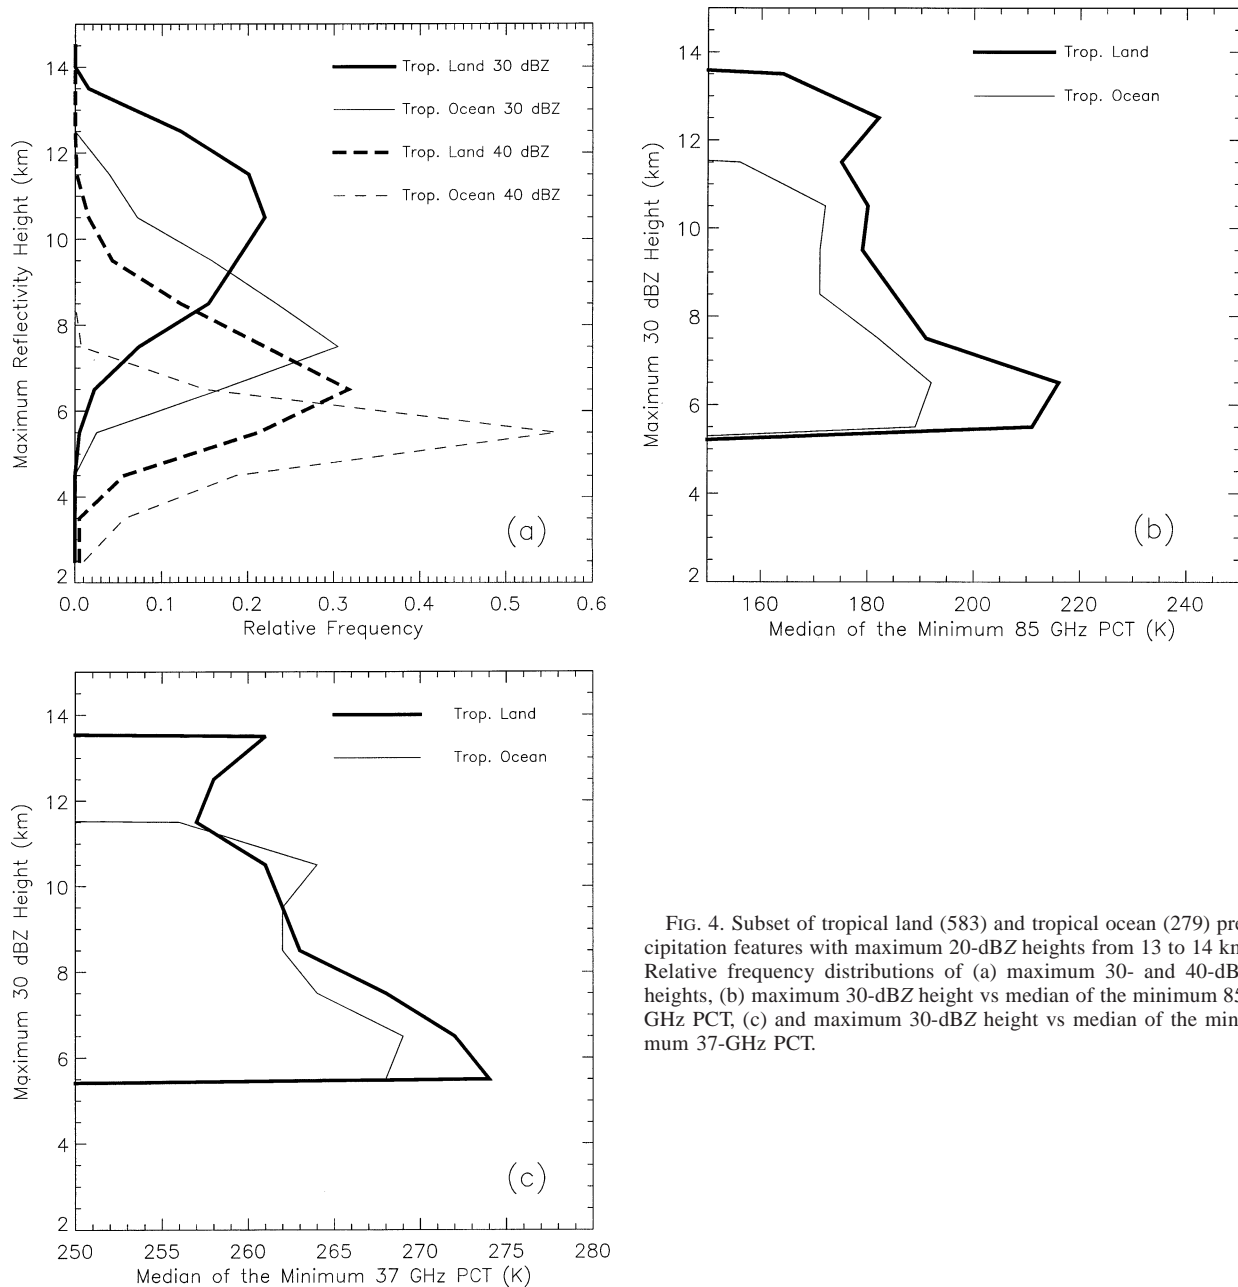 14
12
10
8
6
4
2
Maximum Reflectivity Height (km)
Trop. Land 30 dBZ
Trop. Ocean 30 dBZ
Trop. Land 40 dBZ
Trop. Ocean 40 dBZ
(a)
0.0 0.1 0.2 0.3 0.4 0.5 0.6
Relative Frequency
14
12
10
8
6
4
2
Maximum 30 dBZ Height (km)
Trop. Land
Trop. Ocean
(b)
160 180 200 220 240
Median of the Minimum 85 GHz PCT (K)
14
12
10
8
6
4
2
Maximum 30 dBZ Height (km)
Trop. Land
Trop. Ocean
(c)
250 255 260 265 270 275 280
Median of the Minimum 37 GHz PCT (K)
FIG. 4. Subset of tropical land (583) and tropical ocean (279) pre
cipitation features with maximum 20-dBZ heights from 13 to 14 km
Relative frequency distributions of (a) maximum 30- and 40-dB
heights, (b) maximum 30-dBZ height vs median of the minimum 85
GHz PCT, (c) and maximum 30-dBZ height vs median of the min
mum 37-GHz PCT.